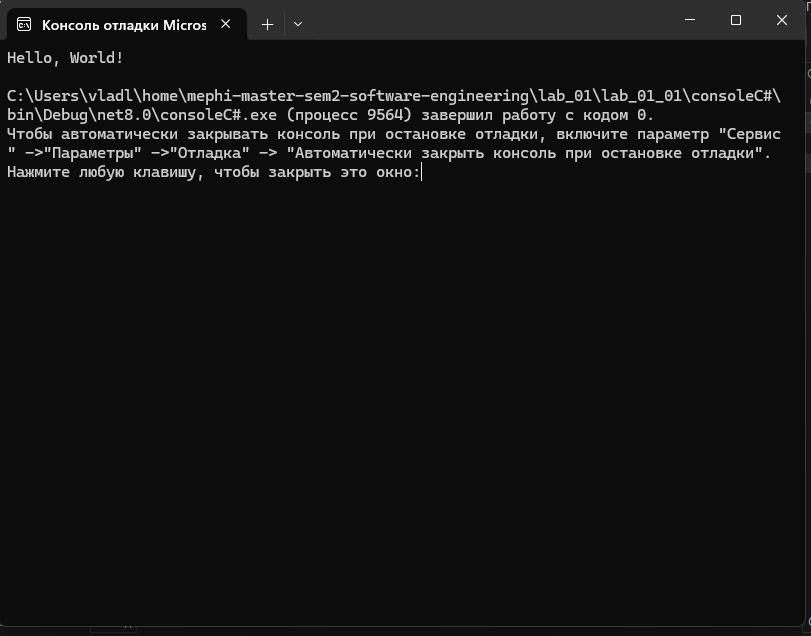 Консоль отладки Micros
Hello, World!
C:\Users\vladl\home\mephi-master-sem2-software-engineering\lab_01\lab_01_01\consoleC#\
bin\Debug\net8.0\consoleC#.exe (процесс 9564) завершил работу с кодом 0.
Чтобы автоматически закрывать консоль при остановке отладки, включите параметр "Сервис
" ->"Параметры" ->"Отладка" -> "Автоматически закрыть консоль при остановке отладки".
Нажмите любую клавишу, чтобы закрыть это окно: